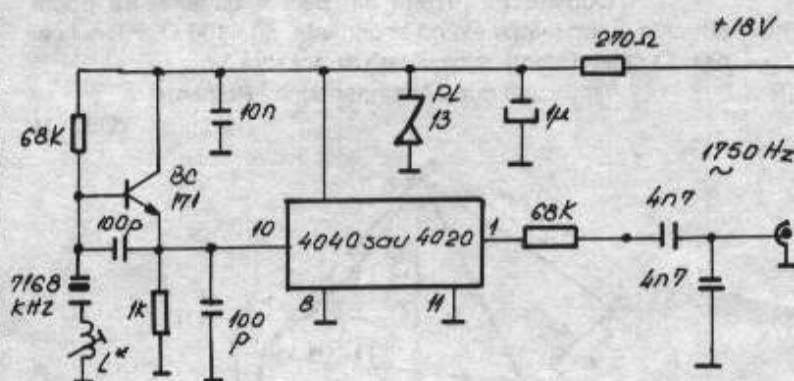 270Ω
+18V
68K
10n
PL
13
1µ
BC
171
1750 Hz
~
100p
10
4040 sau 4020
1
68K
4n7
4n7
7168
KHZ
L*
1k
100
p
8
11